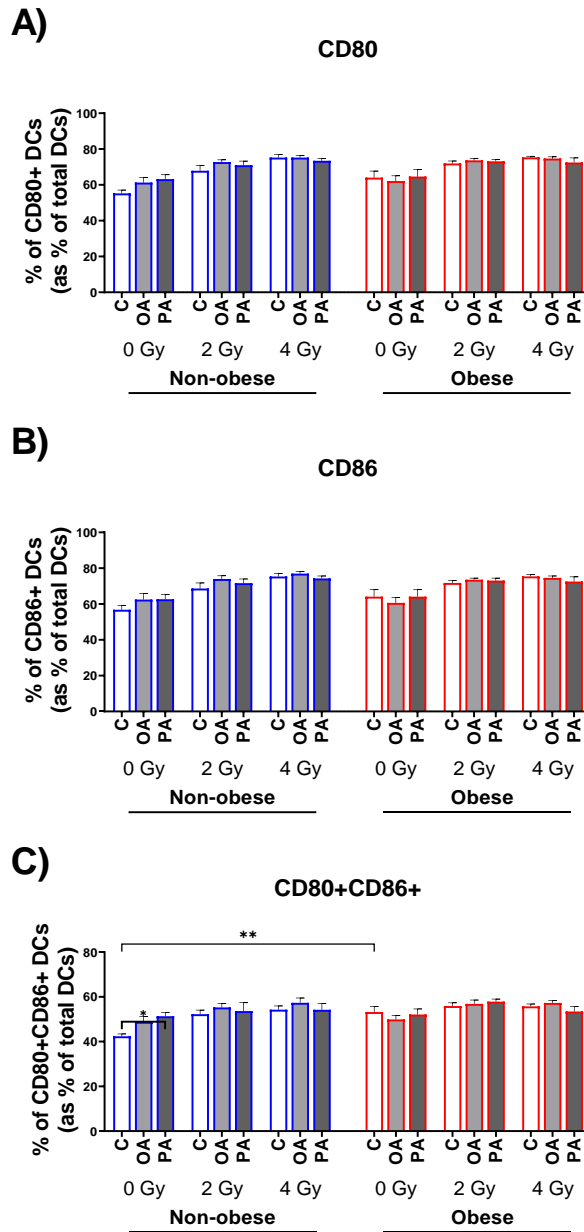 A)
CD80
% of CD80+ DCs
(as % of total DCs)
100
80
60
40
20
0
C OA PA C OA PA C OA PA C OA PA C OA PA C OA PA
0 Gy 2 Gy 4 Gy 0 Gy 2 Gy 4 Gy
Non-obese Obese
B)
CD86
% of CD86+ DCs
(as % of total DCs)
100
80
60
40
20
0
C OA PA C OA PA C OA PA C OA PA C OA PA C OA PA
0 Gy 2 Gy 4 Gy 0 Gy 2 Gy 4 Gy
Non-obese Obese
C)
CD80+CD86+
% of CD80+CD86+ DCs
(as % of total DCs)
80
60
40
20
0
**
*
C OA PA C OA PA C OA PA C OA PA C OA PA C OA PA
0 Gy 2 Gy 4 Gy 0 Gy 2 Gy 4 Gy
Non-obese Obese